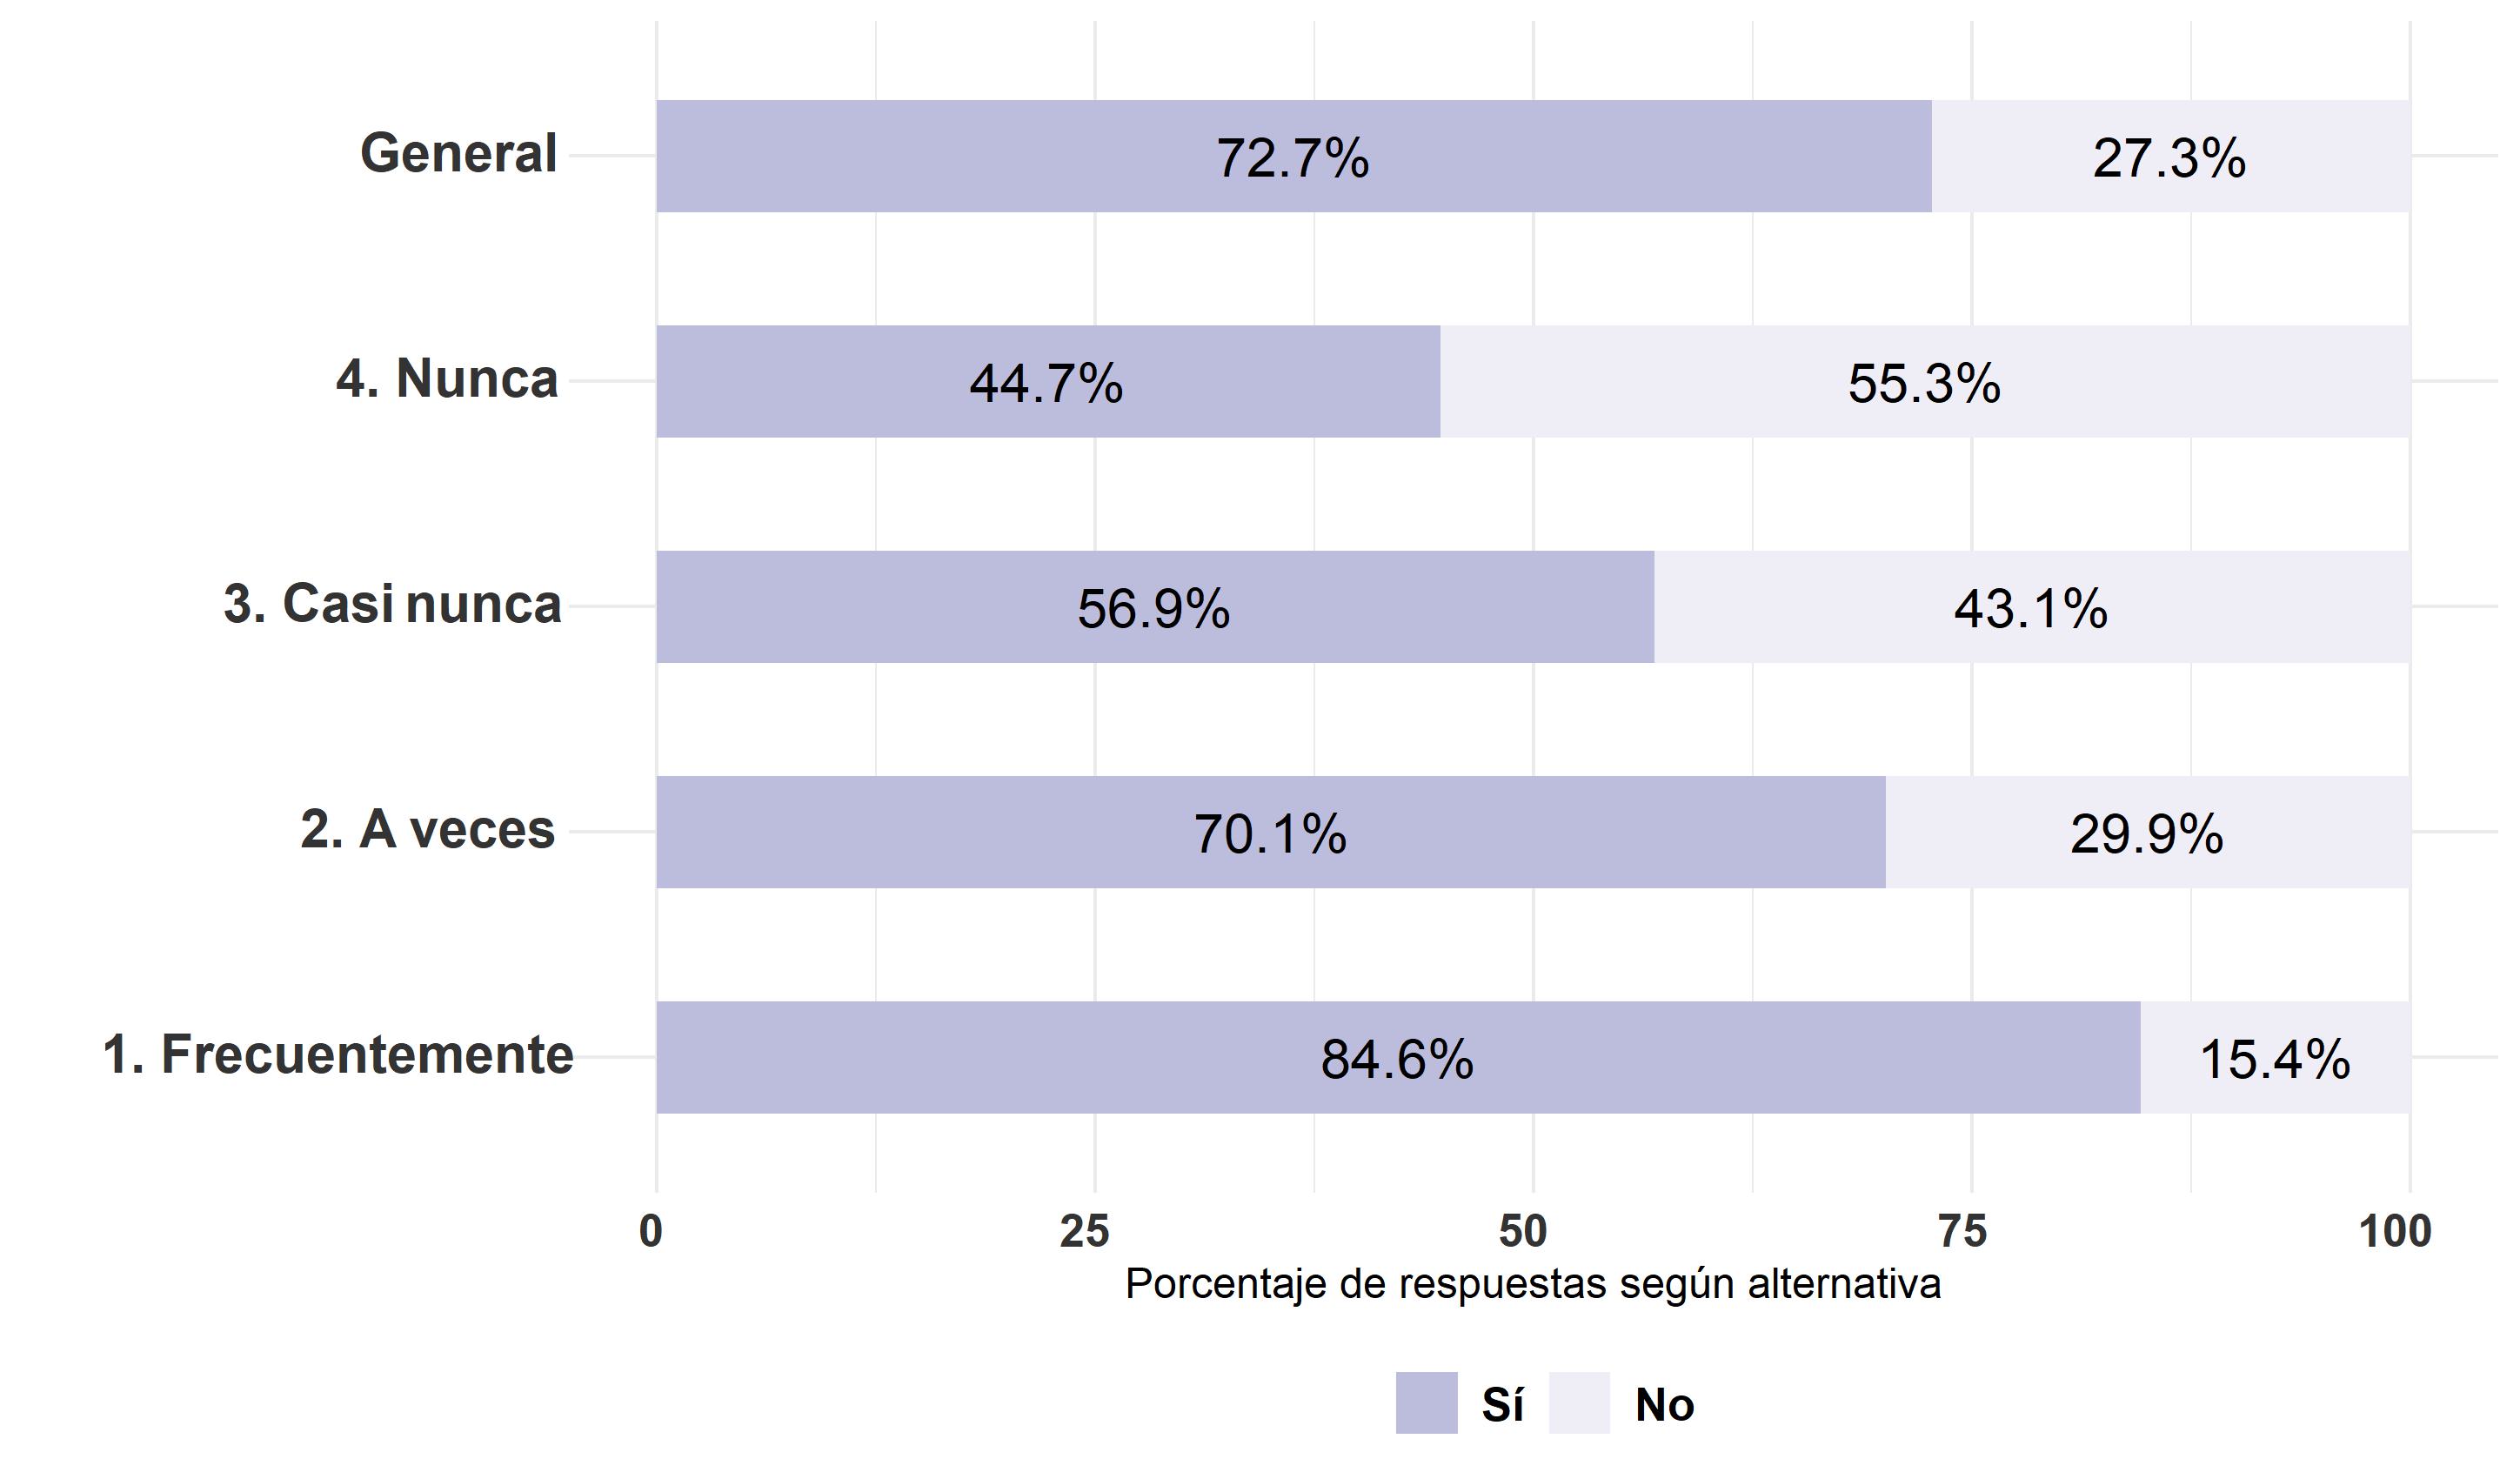 General 72.7% 27.3%
4. Nunca 44.7% 55.3%
3. Casi nunca 56.9% 43.1%
2. A veces 70.1% 29.9%
1. Frecuentemente 84.6% 15.4%
0 25 50 75 100
Porcentaje de respuestas según alternativa
Sí No